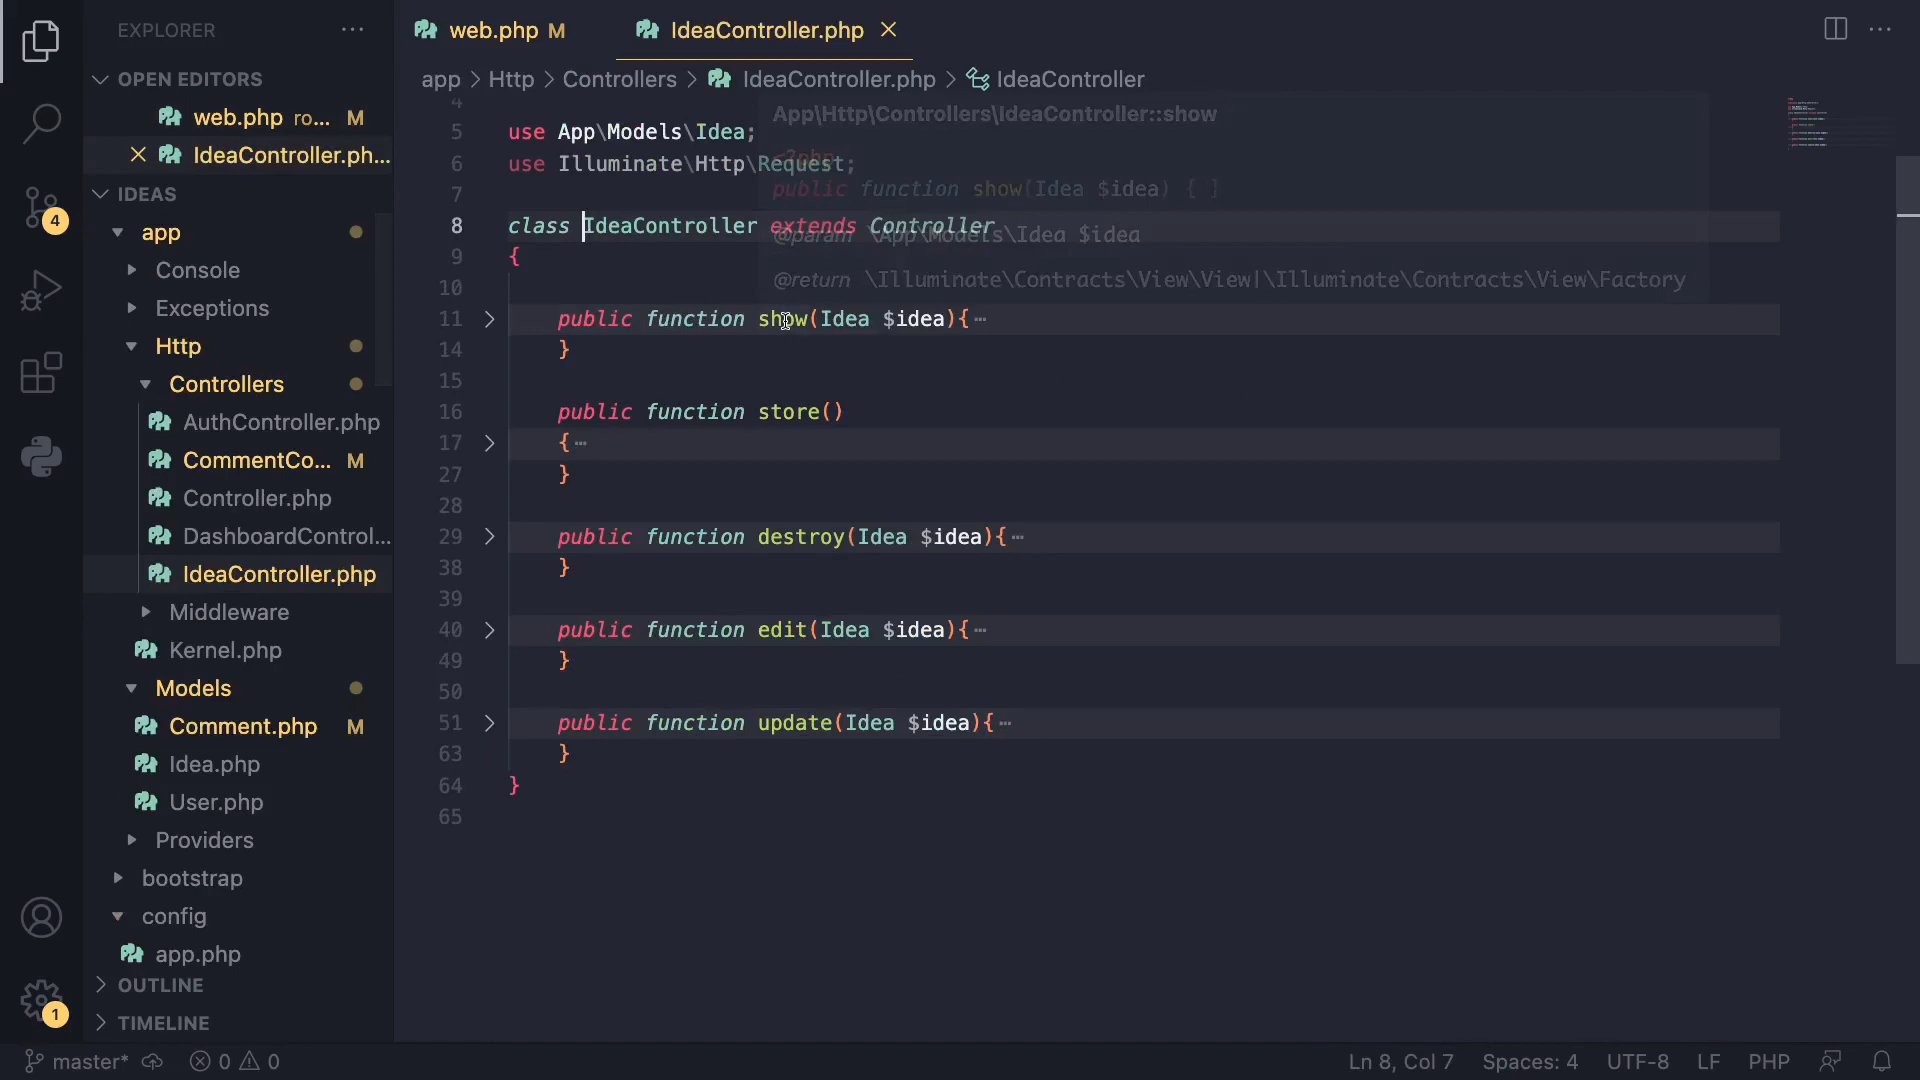 EXPLORER
OPEN EDITORS
web.php ro... M
IdeaController.ph...
IDEAS
app
Console
Exceptions
Http
Controllers
AuthController.php
CommentCo... M
Controller.php
DashboardControl...
IdeaController.php
Middleware
Kernel.php
Models
Comment.php M
Idea.php
User.php
Providers
bootstrap
config
app.php
OUTLINE
TIMELINE
4
1
web.php M
IdeaController.php
app > Http > Controllers > IdeaController.php > IdeaController
4
5 use App\Models\Idea;
6 use Illuminate\Http\Request;
7
8 class IdeaController extends Controller
9 {
10
11 public function show(Idea $idea){ ...
14 }
15
16 public function store()
17 { ...
27 }
28
29 public function destroy(Idea $idea){ ...
38 }
39
40 public function edit(Idea $idea){ ...
49 }
50
51 public function update(Idea $idea){ ...
63 }
64 }
65
App\Http\Controllers\IdeaController::show
<?php
public function show(Idea $idea) { }
@param \App\Models\Idea $idea
@return \Illuminate\Contracts\View\View|\Illuminate\Contracts\View\Factory
master* 0 0
Ln 8, Col 7 Spaces: 4 UTF-8 LF PHP